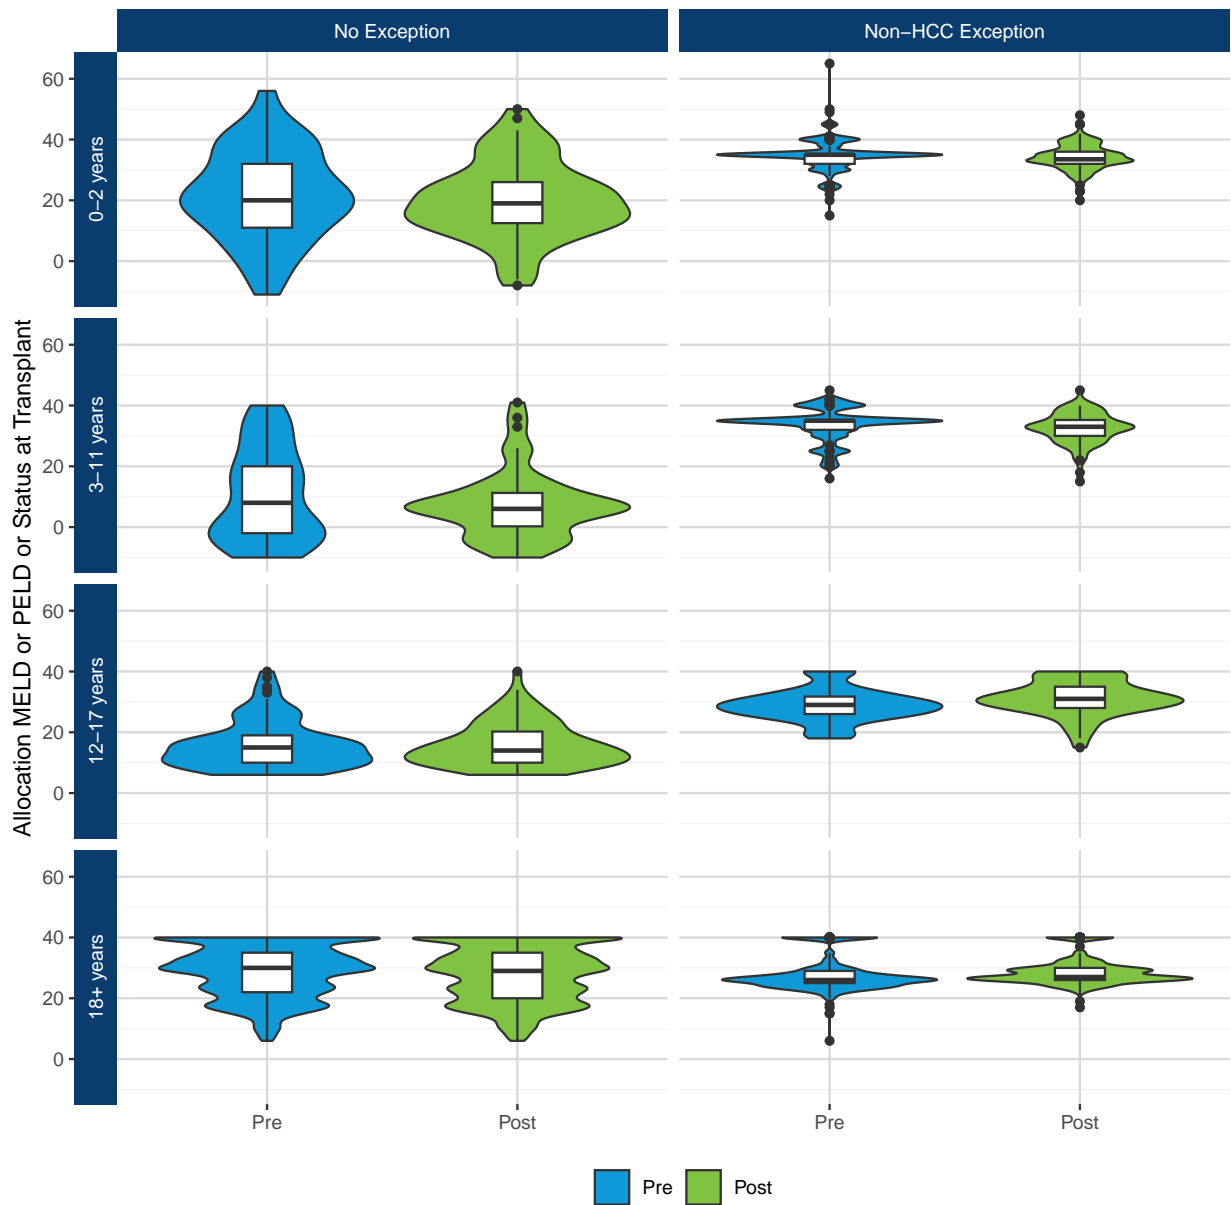 No Exception
Non−HCC Exception
Allocation MELD or PELD or Status at Transplant
0−2 years
60
40
20
0
3−11 years
60
40
20
0
12−17 years
60
40
20
0
18+ years
60
40
20
0
Pre
Post
Pre
Post
Pre
Post